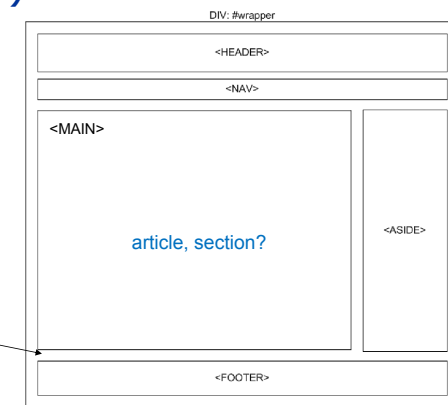 DIV: #wrapper
<HEADER>
<NAV>
<MAIN>
article, section?
<ASIDE>
<FOOTER>